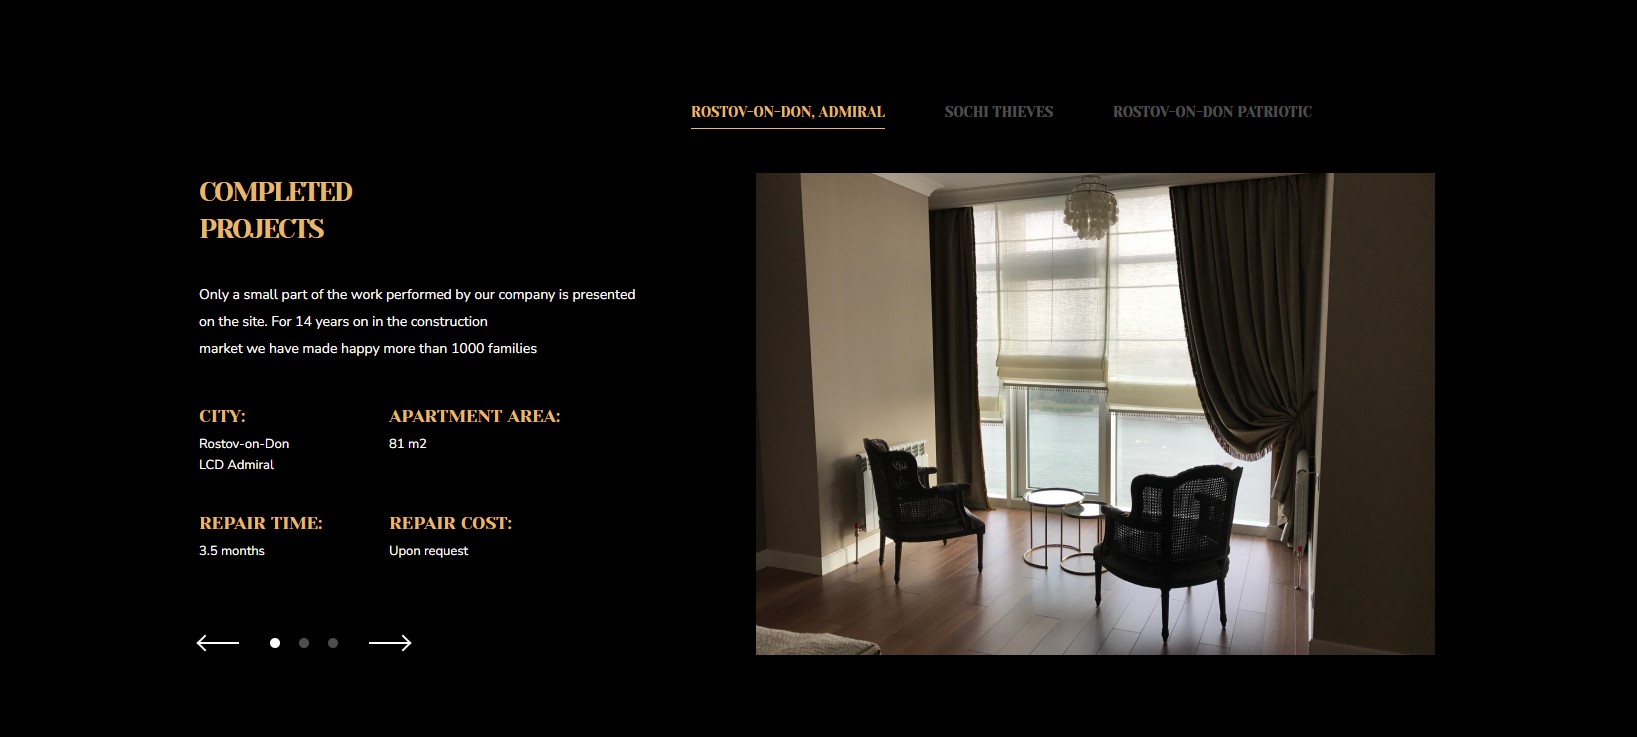 ROSTOV-ON-DON, ADMIRAL
SOCHI THIEVES
ROSTOV-ON-DON PATRIOTIC
COMPLETED
PROJECTS
Only a small part of the work performed by our company is presented
on the site. For 14 years on in the construction
market we have made happy more than 1000 families
CITY:
Rostov-on-Don
LCD Admiral
APARTMENT AREA:
81 m2
REPAIR TIME:
3.5 months
REPAIR COST:
Upon request